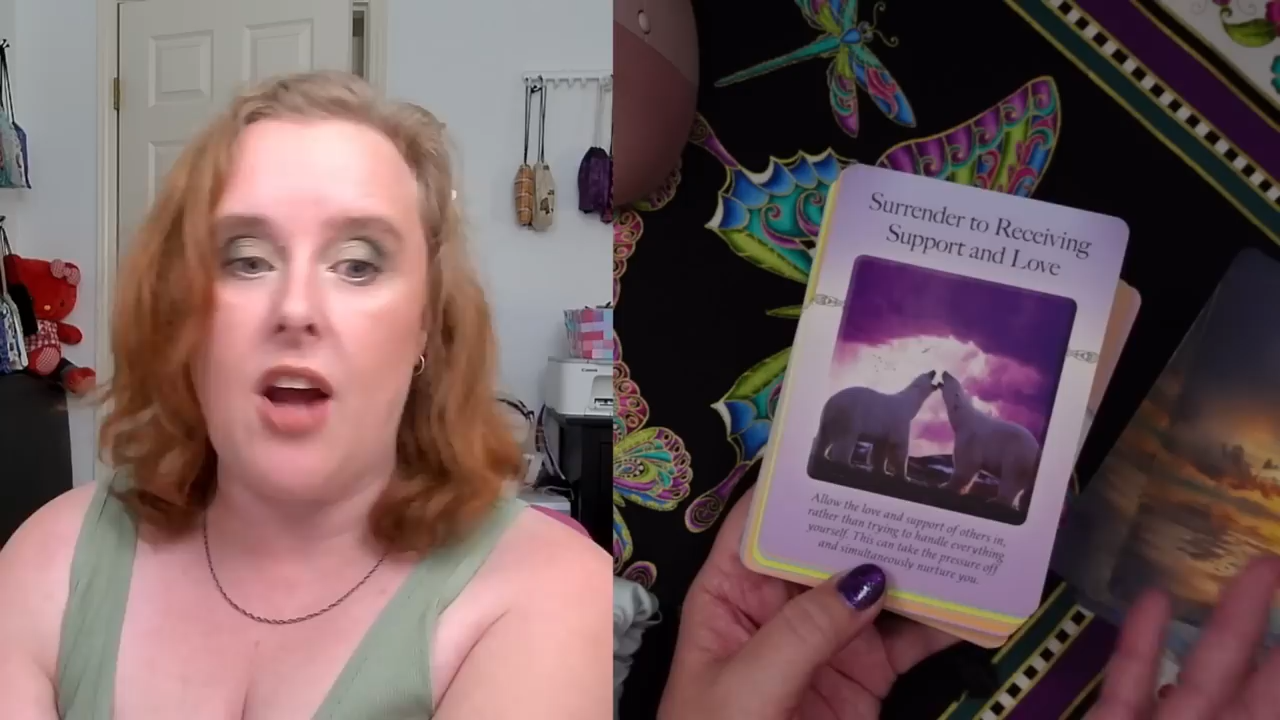 Surrender to Receiving
Support and Love
Allow the love and support of others in,
rather than trying to handle everything
yourself. This can take the pressure off
and simultaneously nurture you.
Canon